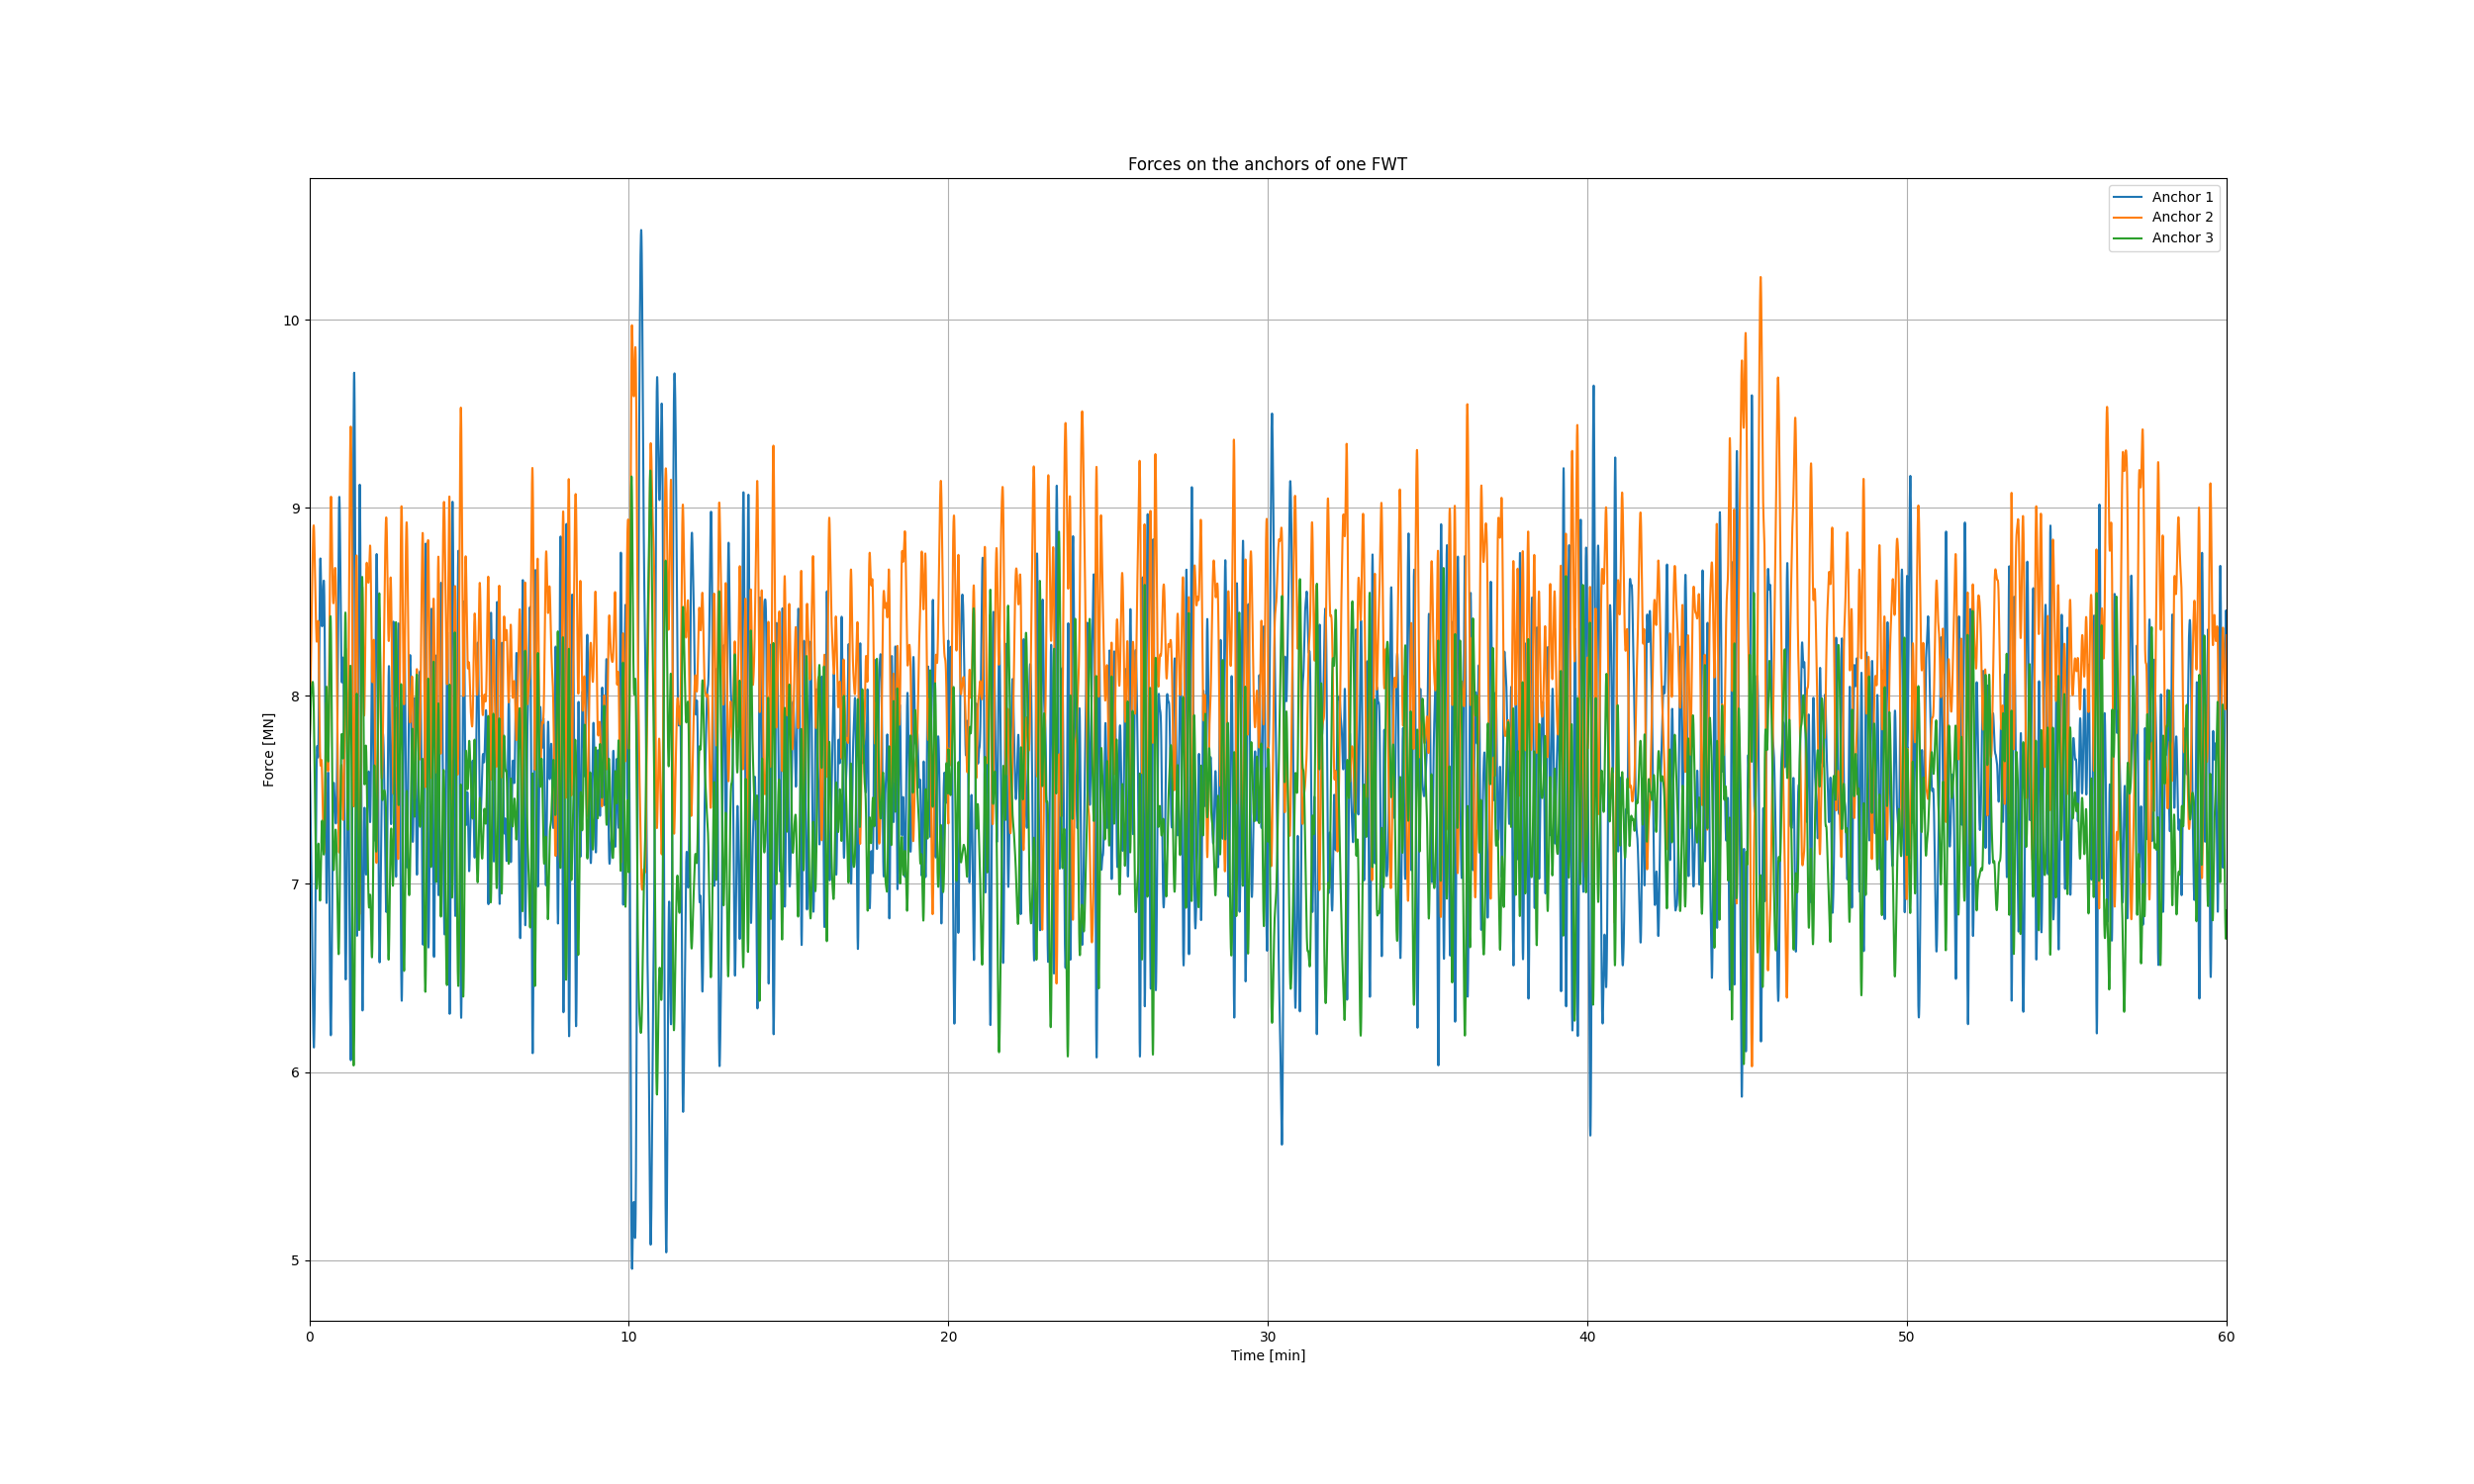 Forces on the anchors of one FWT
Anchor 1
Anchor 2
Anchor 3
Force [MN]
10
9
8
7
6
5
0 10 20 30 40 50 60
Time [min]